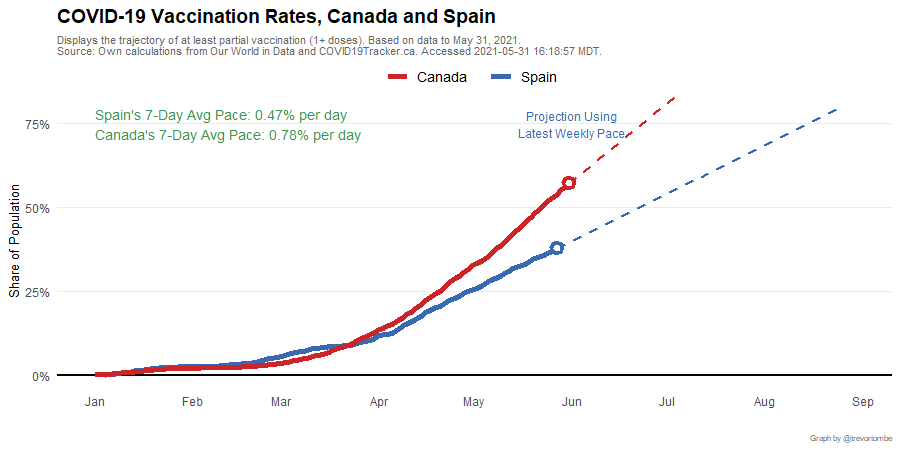 COVID-19 Vaccination Rates, Canada and Spain
Displays the trajectory of at least partial vaccination (1+ doses). Based on data to May 31, 2021.
Source: Own calculations from Our World in Data and COVID19Tracker.ca. Accessed 2021-05-31 16:18:57 MDT.
Canada Spain
Spain's 7-Day Avg Pace: 0.47% per day
Canada's 7-Day Avg Pace: 0.78% per day
Projection Using
Latest Weekly Pace
Share of Population
75%
50%
25%
0%
Jan Feb Mar Apr May Jun Jul Aug Sep
Graph by @trevortombe